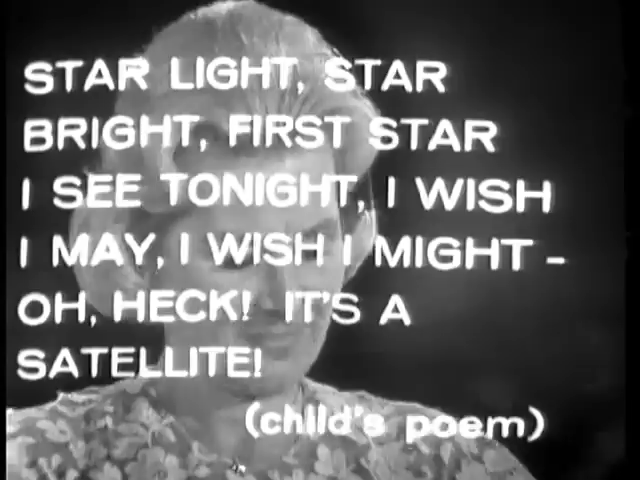 STAR LIGHT, STAR
BRIGHT, FIRST STAR
I SEE TONIGHT, I WISH
I MAY, I WISH I MIGHT -
OH, HECK! IT'S A
SATELLITE!
(child's poem)